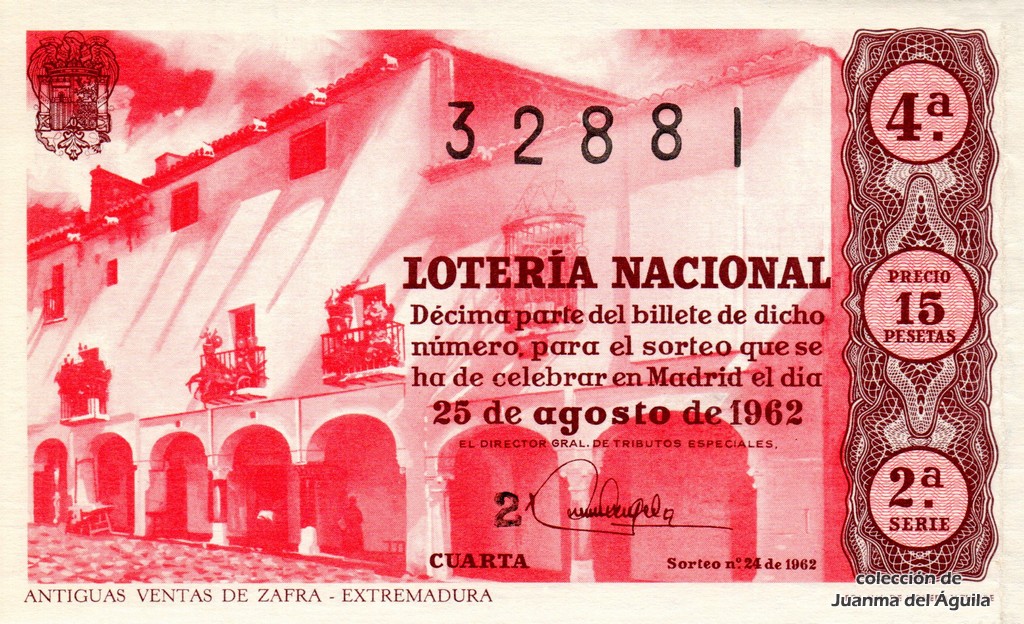 32881
4ª.
LOTERÍA NACIONAL
Décima parte del billete de dicho
número, para el sorteo que se
ha de celebrar en Madrid el día
25 de agosto de 1962
EL DIRECTOR GRAL. DE TRIBUTOS ESPECIALES,
PRECIO
15
PESETAS
2ª.
SERIE
2
CUARTA
Sorteo nº 24 de 1962
ANTIGUAS VENTAS DE ZAFRA - EXTREMADURA
colección de
Juanma del Águila